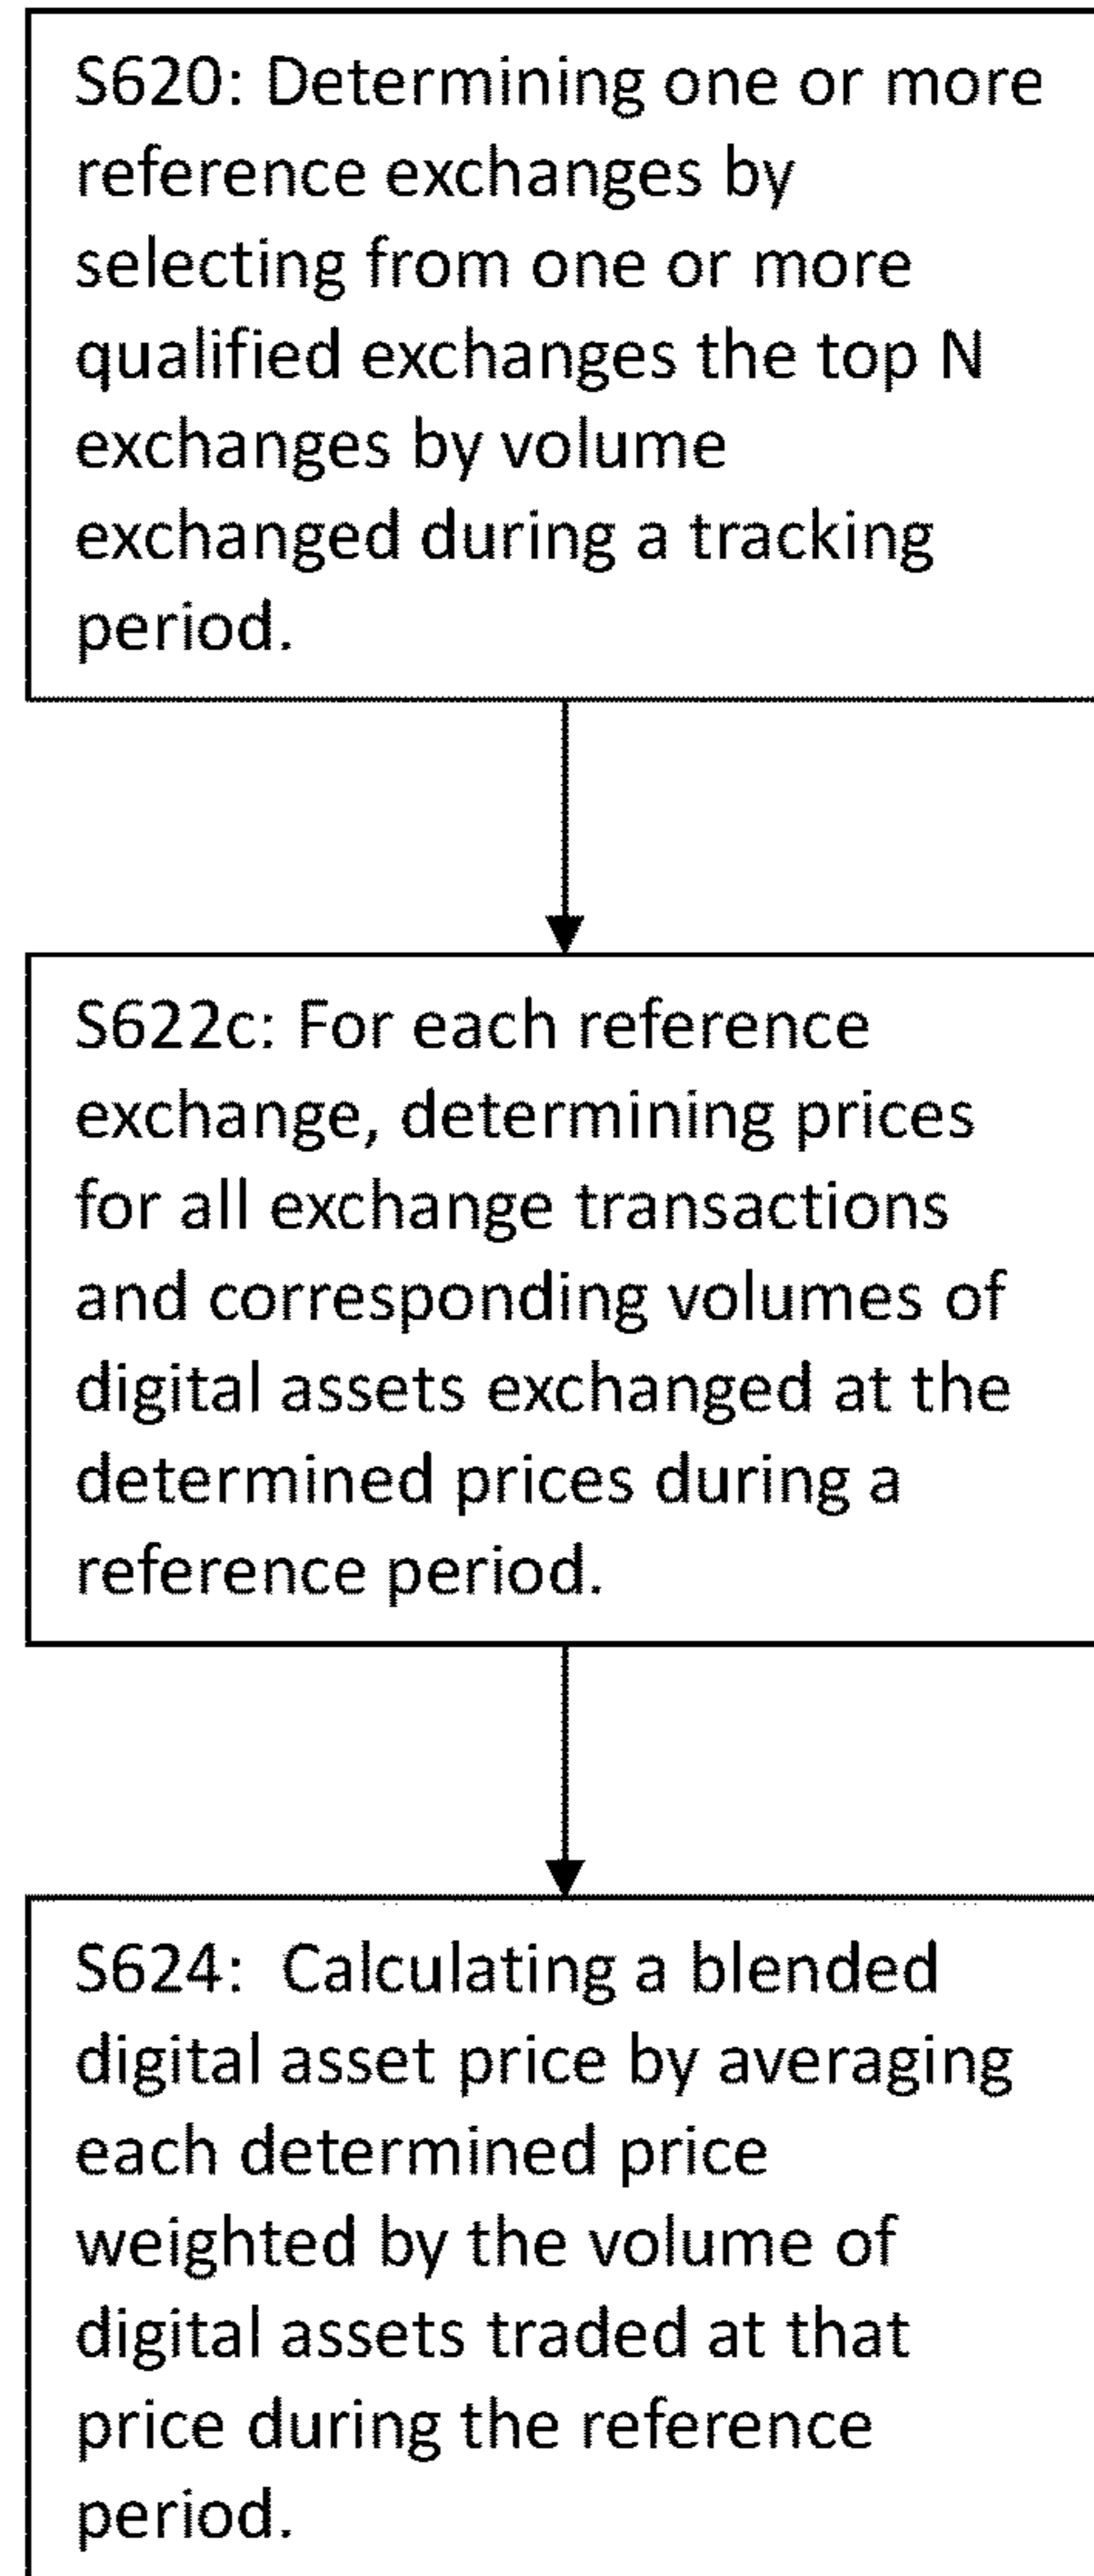 S620: Determining one or more
reference exchanges by
selecting from one or more
qualified exchanges the top N
exchanges by volume
exchanged during a tracking
period.
S622c: For each reference
exchange, determining prices
for all exchange transactions
and corresponding volumes of
digital assets exchanged at the
determined prices during a
reference period.
S624:  Calculating a blended
digital asset price by averaging
each determined price
weighted by the volume of
digital assets traded at that
price during the reference
period.